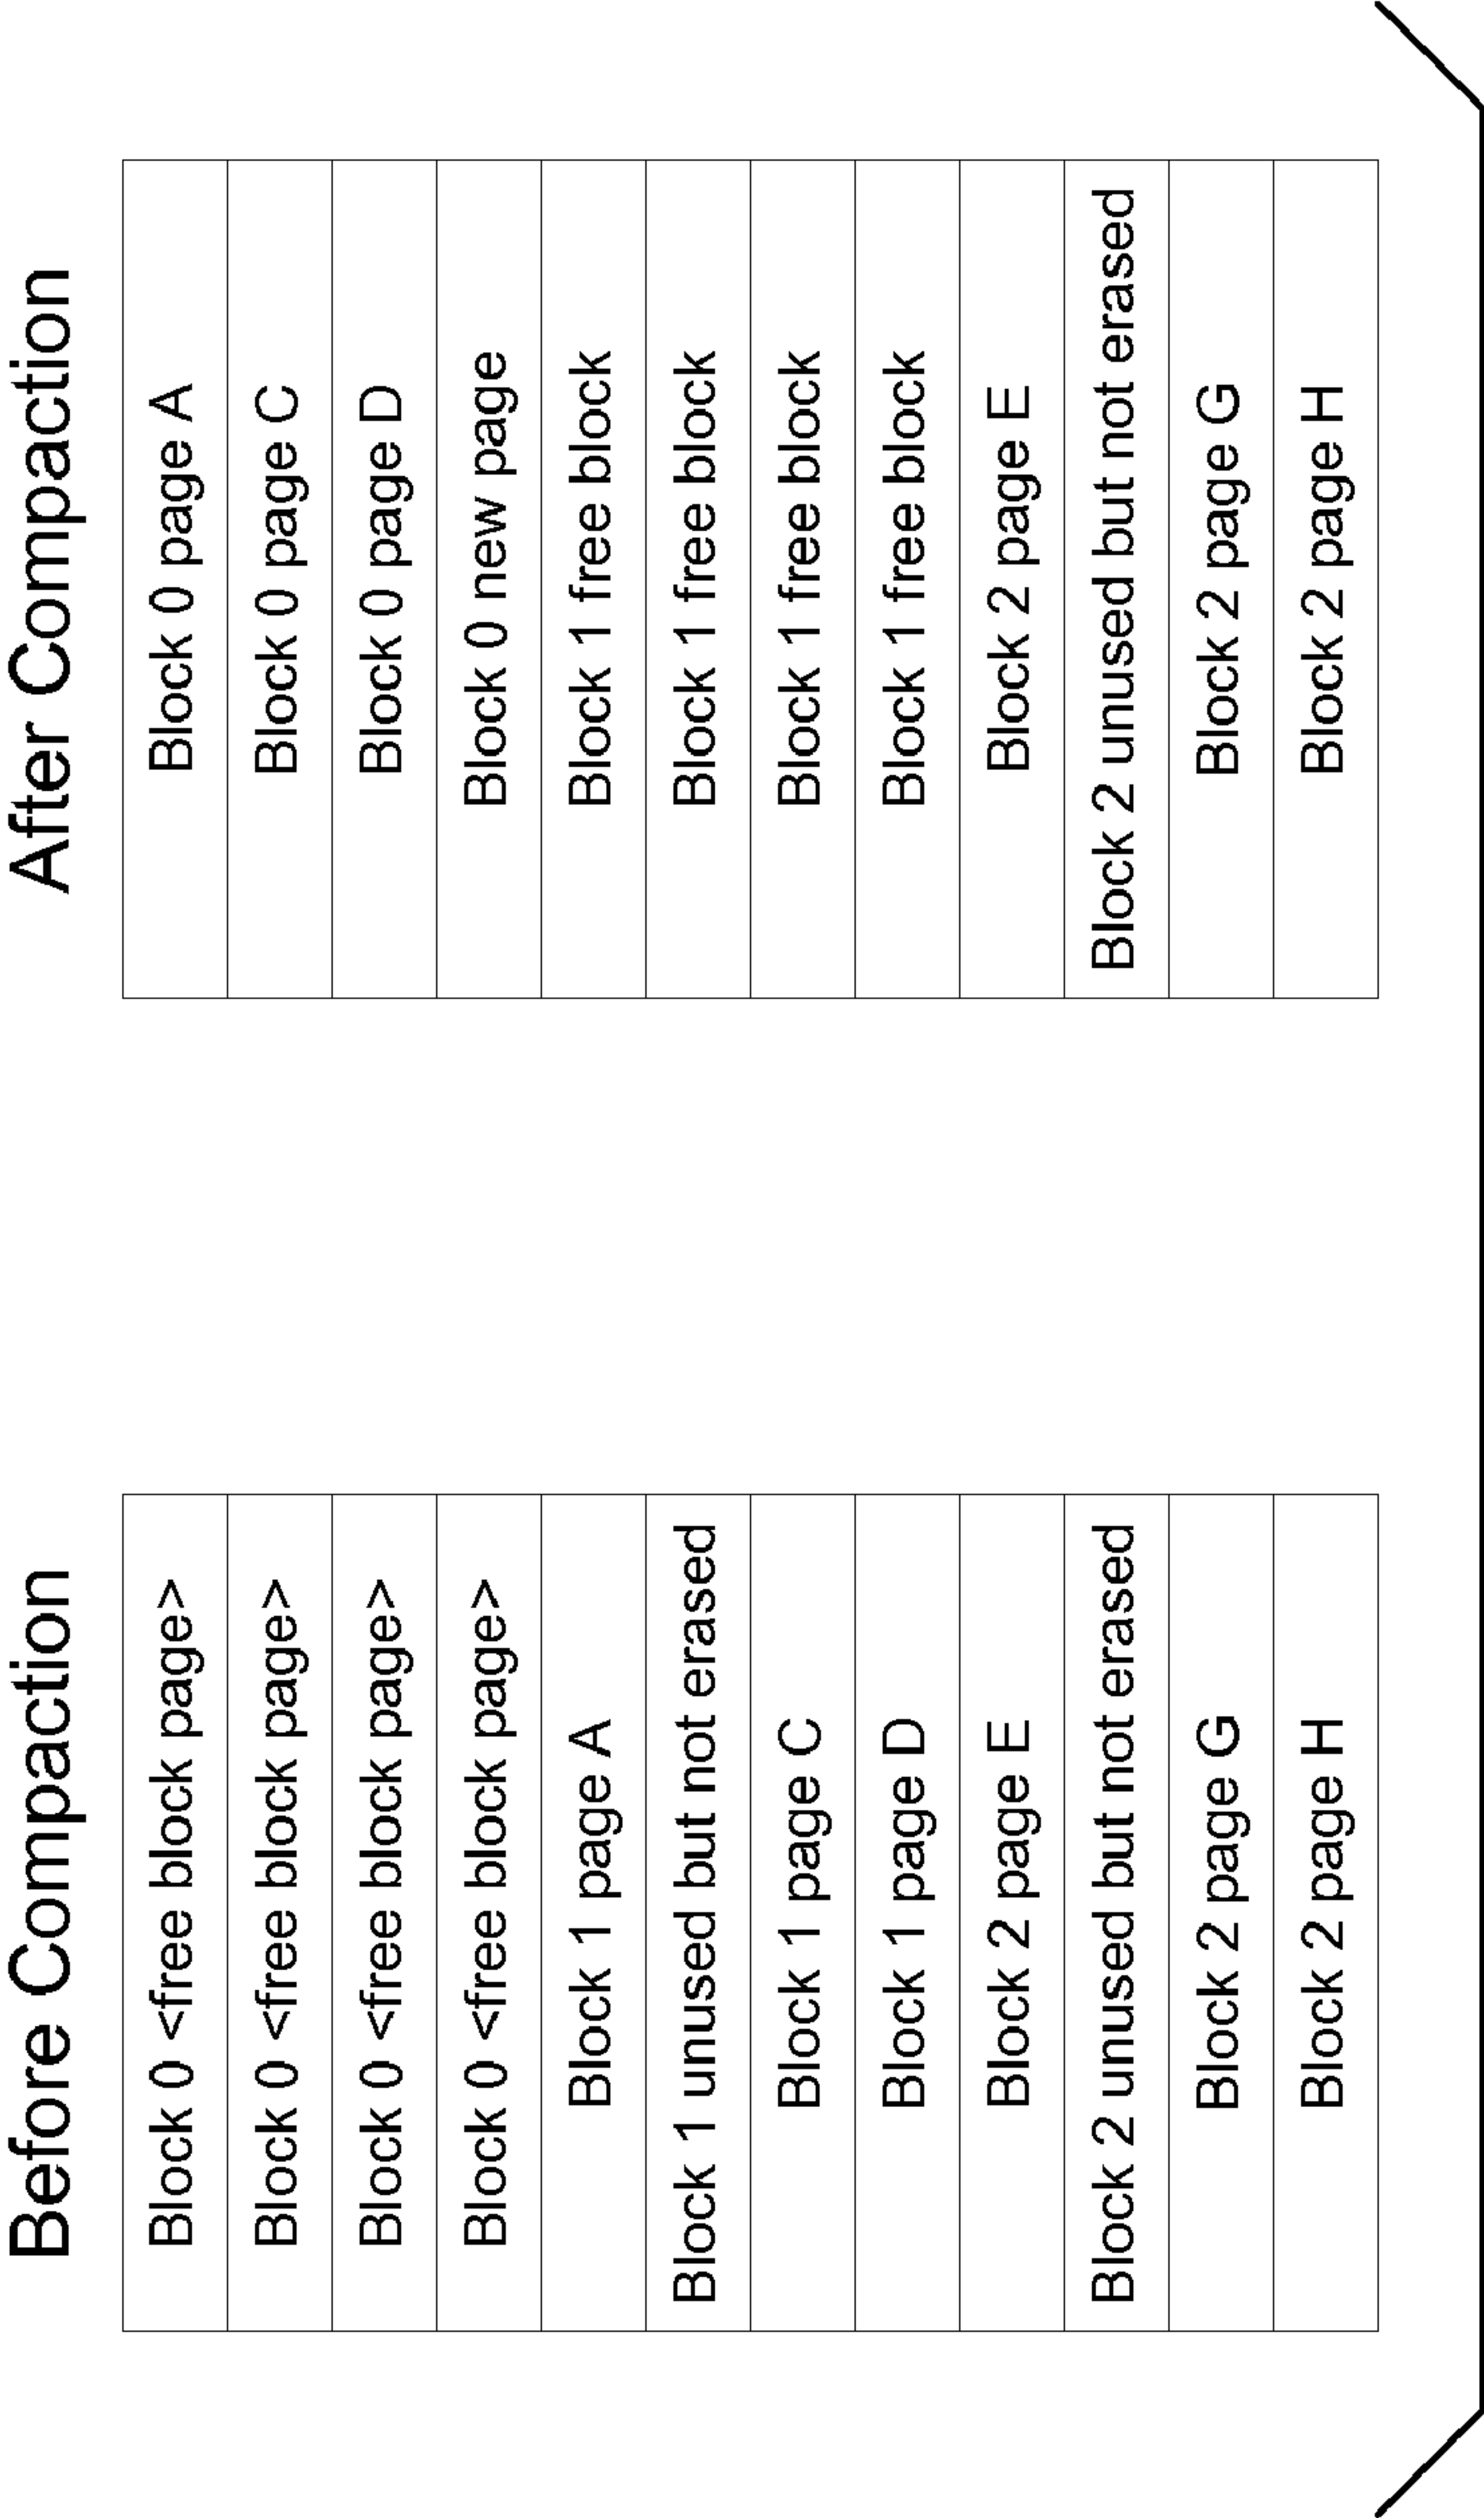 Before Compaction
Block 0 <free block page>
Block 0 <free block page>
Block 0 <free block page>
Block 0 <free block page>
Block 1 page A
Block 1 unused but not erased
Block 1 page C
Block 1 page D
Block 2 page E
Block 2 unused but not erased
Block 2 page G
Block 2 page H
After Compaction
Block 0 page A
Block 0 page C
Block 0 page D
Block 0 new page
Block 1 free block
Block 1 free block
Block 1 free block
Block 1 free block
Block 2 page E
Block 2 unused but not erased
Block 2 page G
Block 2 page H